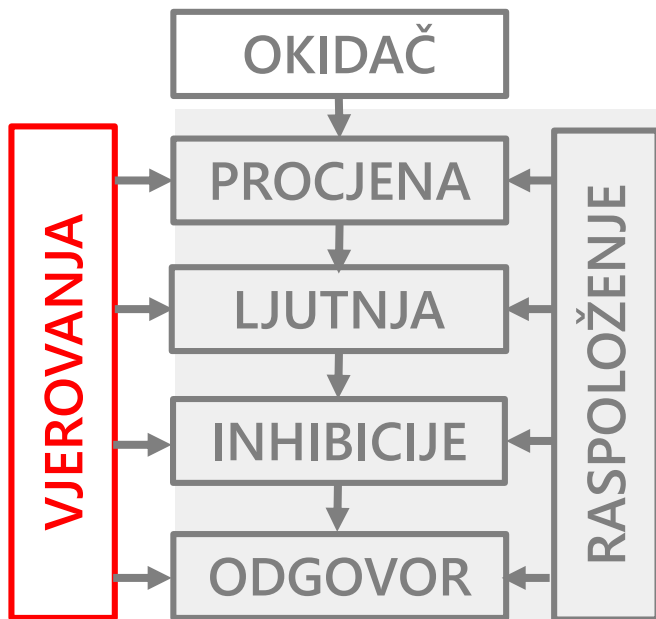 OKIDAČ
PROCJENA
LJUTNJA
INHIBICIJE
ODGOVOR
VJEROVANJA
RASPOLOŽENJE